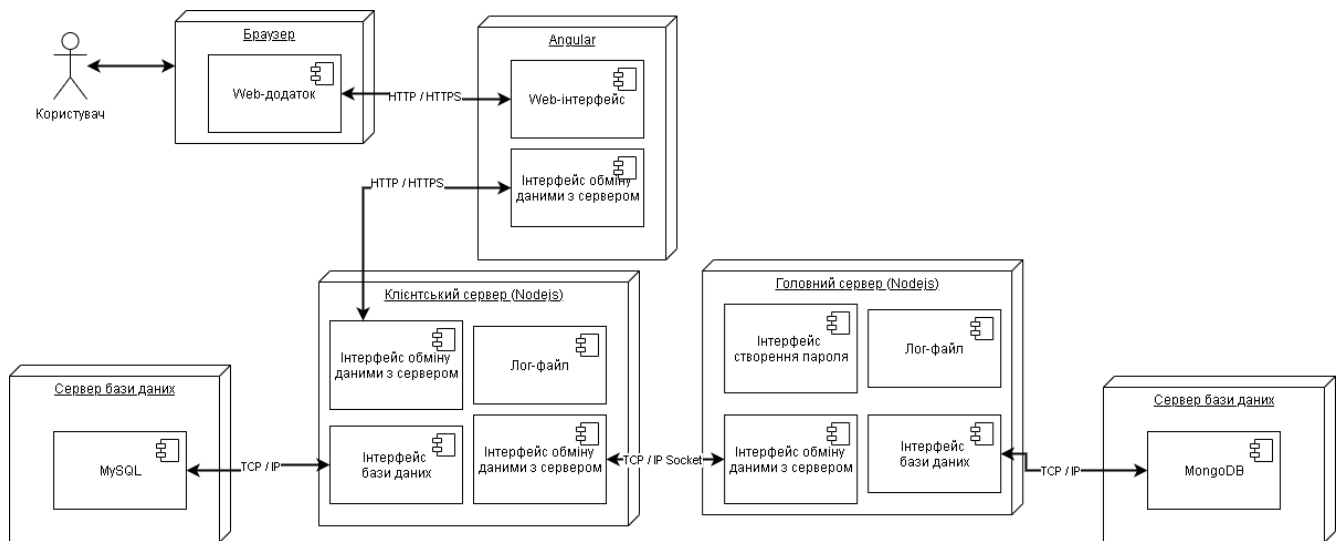 Браузер
Angular
Користувач
Web-додаток
HTTP / HTTPS
Web-інтерфейс
HTTP / HTTPS
Інтерфейс обміну
даними з сервером
Клієнтський сервер (Nodejs)
Інтерфейс обміну
даними з сервером
Лог-файл
Інтерфейс
бази даних
Інтерфейс обміну
даними з сервером
Головний сервер (Nodejs)
Інтерфейс
створення пароля
Лог-файл
Інтерфейс обміну
даними з сервером
Інтерфейс
бази даних
Сервер бази даних
MySQL
TCP / IP
TCP / IP Socket
TCP / IP
Сервер бази даних
MongoDB